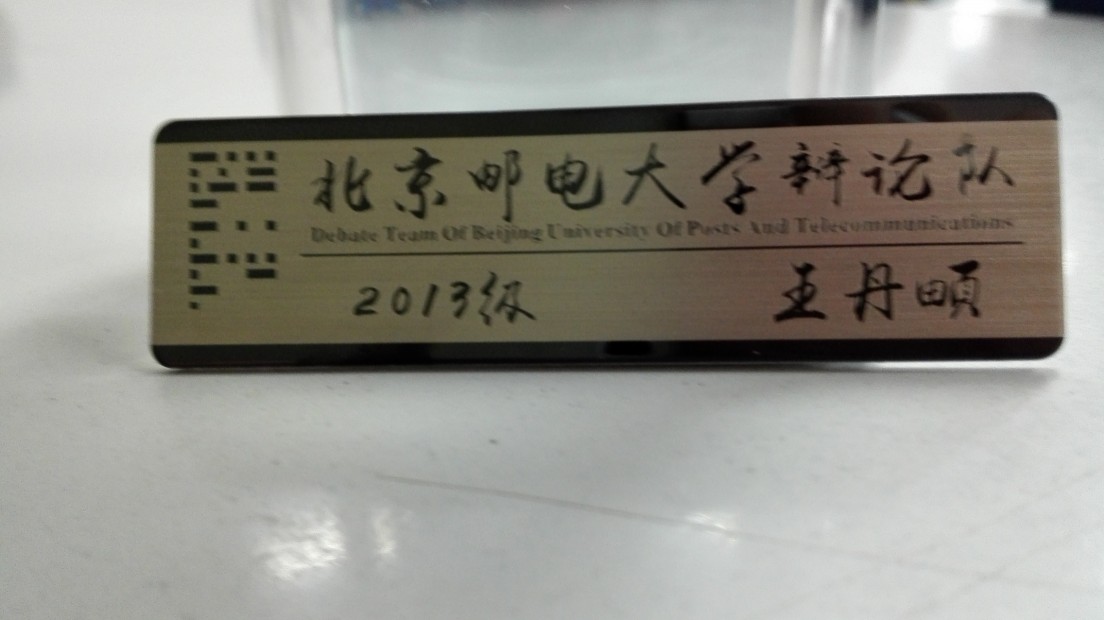 北京邮电大学辩论队
Debate Team Of Beijing University Of Posts And Telecommunications
2013级 王丹頔